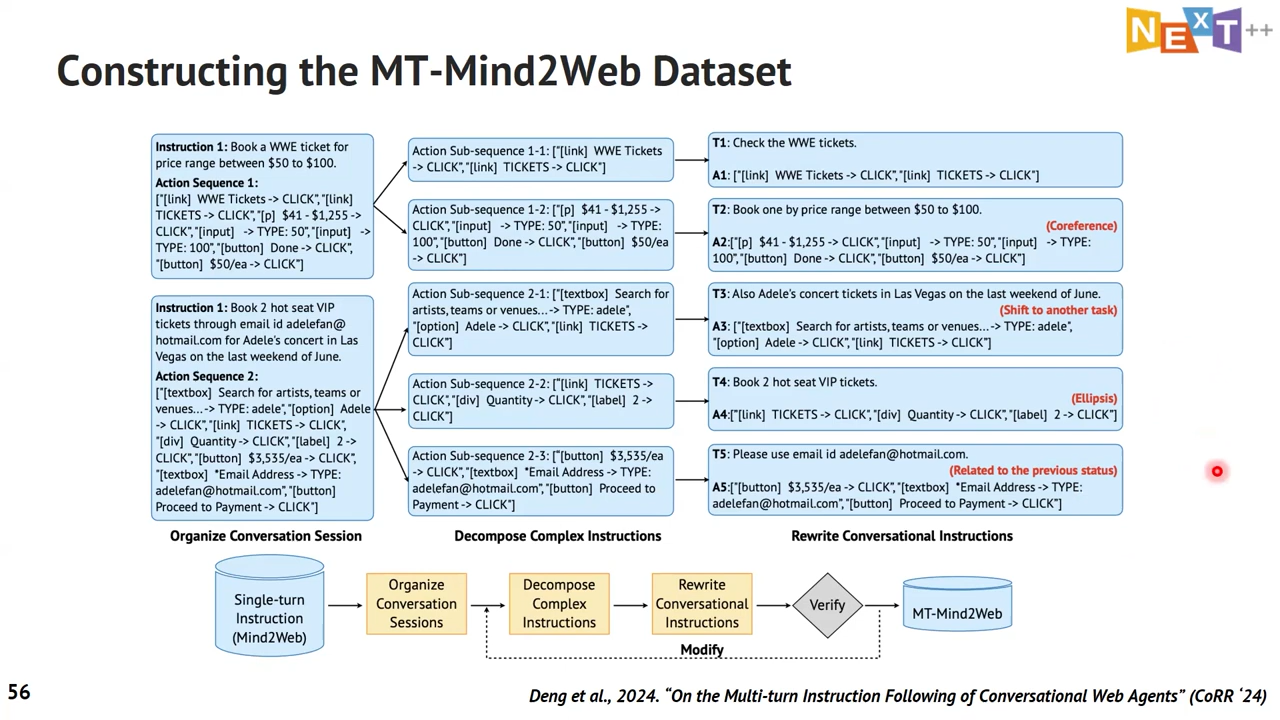 NExT++
Constructing the MT-Mind2Web Dataset
Instruction 1: Book a WWE ticket for
price range between $50 to $100.
Action Sequence 1:
["[link]  WWE Tickets -> CLICK", "[link]
TICKETS -> CLICK", "[p]  $41 - $1,255 ->
CLICK", "[input]   -> TYPE: 50", "[input]   ->
TYPE: 100", "[button]  Done -> CLICK",
"[button]  $50/ea -> CLICK"]
Instruction 1: Book 2 hot seat VIP
tickets through email id adelefan@
hotmail.com for Adele's concert in Las
Vegas on the last weekend of June.
Action Sequence 2:
["[textbox]  Search for artists, teams or
venues...-> TYPE: adele", "[option]  Adele
-> CLICK", "[link]  TICKETS -> CLICK",
"[div]  Quantity -> CLICK", "[label]  2 ->
CLICK", "[button]  $3,535/ea -> CLICK",
"[textbox]  *Email Address -> TYPE:
adelefan@hotmail.com", "[button]
Proceed to Payment -> CLICK"]
Organize Conversation Session
Action Sub-sequence 1-1: ["[link]  WWE Tickets
-> CLICK", "[link]  TICKETS -> CLICK"]
Action Sub-sequence 1-2: ["[p]  $41 - $1,255 ->
CLICK", "[input]   -> TYPE: 50", "[input]   -> TYPE:
100", "[button]  Done -> CLICK", "[button]  $50/ea
-> CLICK"]
Action Sub-sequence 2-1: ["[textbox]  Search for
artists, teams or venues...-> TYPE: adele",
"[option]  Adele -> CLICK", "[link]  TICKETS ->
CLICK"]
Action Sub-sequence 2-2: ["[link]  TICKETS ->
CLICK", "[div]  Quantity -> CLICK", "[label]  2 ->
CLICK"]
Action Sub-sequence 2-3: ["[button]  $3,535/ea
-> CLICK", "[textbox]  *Email Address -> TYPE:
adelefan@hotmail.com", "[button]  Proceed to
Payment -> CLICK"]
Decompose Complex Instructions
T1: Check the WWE tickets.
A1: ["[link]  WWE Tickets -> CLICK", "[link]  TICKETS -> CLICK"]
T2: Book one by price range between $50 to $100.
(Coreference)
A2:["[p]  $41 - $1,255 -> CLICK", "[input]   -> TYPE: 50", "[input]   -> TYPE:
100", "[button]  Done -> CLICK", "[button]  $50/ea -> CLICK"]
T3: Also Adele's concert tickets in Las Vegas on the last weekend of June.
(Shift to another task)
A3: ["[textbox]  Search for artists, teams or venues...-> TYPE: adele",
"[option]  Adele -> CLICK", "[link]  TICKETS -> CLICK"]
T4: Book 2 hot seat VIP tickets.
(Ellipsis)
A4:["[link]  TICKETS -> CLICK", "[div]  Quantity -> CLICK", "[label]  2 -> CLICK"]
T5: Please use email id adelefan@hotmail.com.
(Related to the previous status)
A5:["[button]  $3,535/ea -> CLICK", "[textbox]  *Email Address -> TYPE:
adelefan@hotmail.com", "[button]  Proceed to Payment -> CLICK"]
Rewrite Conversational Instructions
Single-turn
Instruction
(Mind2Web)
Organize
Conversation
Sessions
Decompose
Complex
Instructions
Rewrite
Conversational
Instructions
Verify
MT-Mind2Web
Modify
56
Deng et al., 2024. “On the Multi-turn Instruction Following of Conversational Web Agents” (CoRR ‘24)